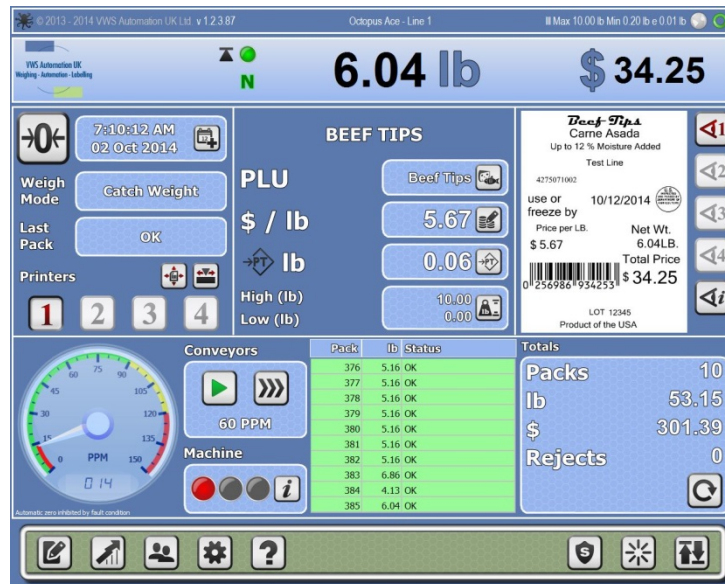 © 2013 - 2014 VWS Automation UK Ltd. v 1.2.3.87
Octopus Ace - Line 1
III Max 10.00 lb Min 0.20 lb e 0.01 lb
VWS Automation UK
Weighing - Automation - Labelling
N
6.04 lb
$ 34.25
→0←
7:10:12 AM
02 Oct 2014
Weigh Mode
Catch Weight
Last Pack
OK
Printers
1 2 3 4
BEEF TIPS
PLU
Beef Tips
$ / lb
5.67
PT lb
0.06
PT
High (lb)
10.00
Low (lb)
0.00
Beef Tips
Carne Asada
Up to 12 % Moisture Added
Test Line
4275071002
use or freeze by
10/12/2014
Price per LB.
$ 5.67
Net Wt.
6.04LB.
Total Price
$ 34.25
0 256986 934253
LOT 12345
Product of the USA
1
2
3
4
i
0 15 30 45 60 75 90 105 120 135 150
PPM
014
Automatic zero inhibited by fault condition
Conveyors
60 PPM
Machine
i
Pack lb Status
376 5.16 OK
377 5.16 OK
378 5.16 OK
379 5.16 OK
380 5.16 OK
381 5.16 OK
382 5.16 OK
383 6.86 OK
384 4.13 OK
385 6.04 OK
Totals
Packs 10
lb 53.15
$ 301.39
Rejects 0
?
S